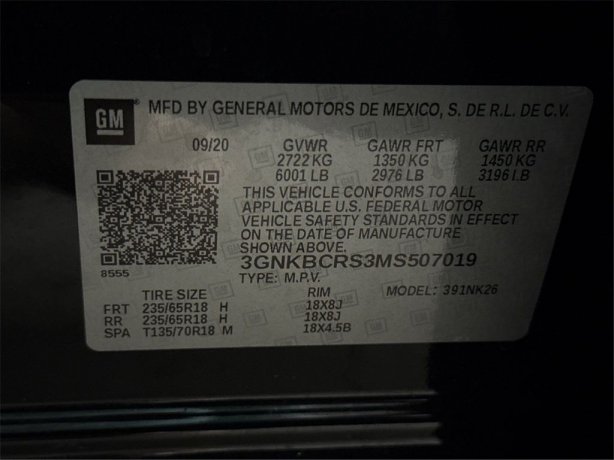 GM ® MFD BY GENERAL MOTORS DE MEXICO, S. DE R.L. DE C.V.
09/20 GVWR GAWR FRT GAWR RR
2722 KG 1350 KG 1450 KG
6001 LB 2976 LB 3196 LB
THIS VEHICLE CONFORMS TO ALL
APPLICABLE U.S. FEDERAL MOTOR
VEHICLE SAFETY STANDARDS IN EFFECT
ON THE DATE OF MANUFACTURE
SHOWN ABOVE.
8555 3GNKBCRS3MS507019
TYPE: M.P.V. MODEL: 391NK26
TIRE SIZE RIM
FRT 235/65R18 H 18X8J
RR 235/65R18 H 18X8J
SPA T135/70R18 M 18X4.5B